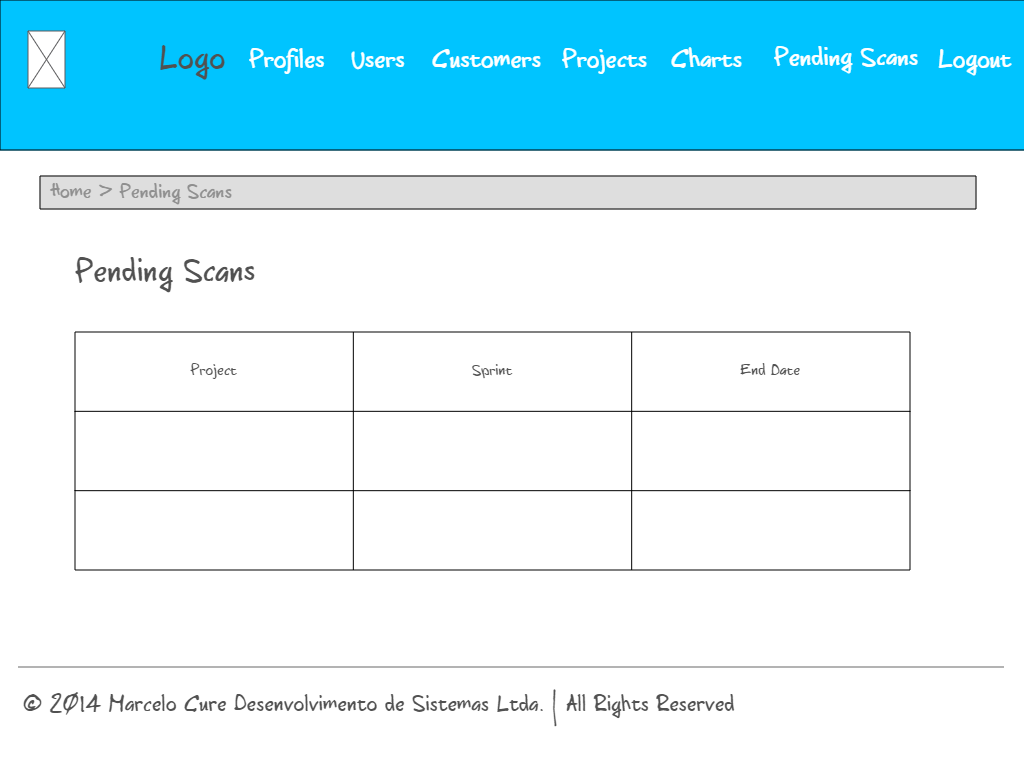 Logo Profiles Users Customers Projects Charts Pending Scans Logout
Home > Pending Scans
Pending Scans
Project Sprint End Date
© 2014 Marcelo Cure Desenvolvimento de Sistemas Ltda. | All Rights Reserved